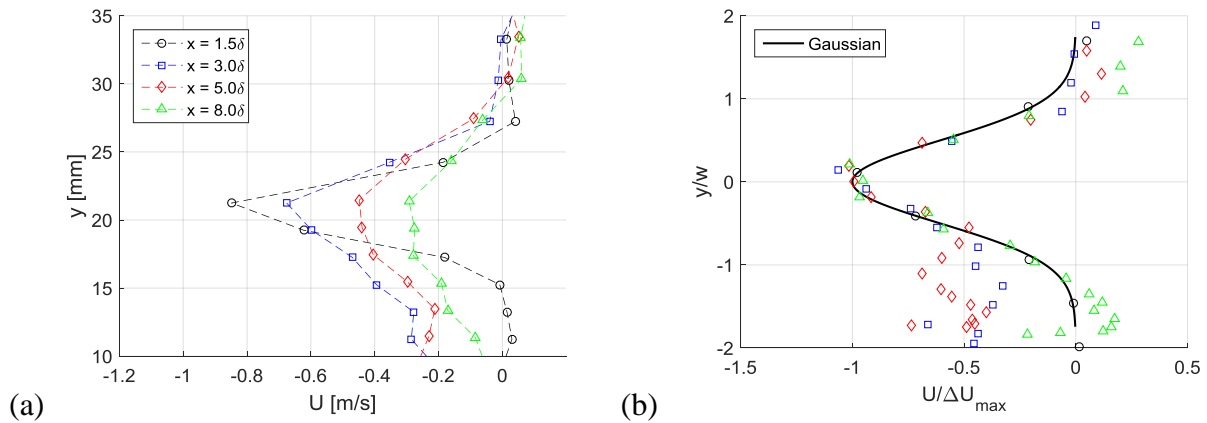 35
30
25
20
15
10
y [mm]
x = 1.5δ
x = 3.0δ
x = 5.0δ
x = 8.0δ
-1.2 -1 -0.8 -0.6 -0.4 -0.2 0
U [m/s]
(a)
2
1
0
-1
-2
y/w
Gaussian
-1.5 -1 -0.5 0 0.5
U/ΔUmax
(b)